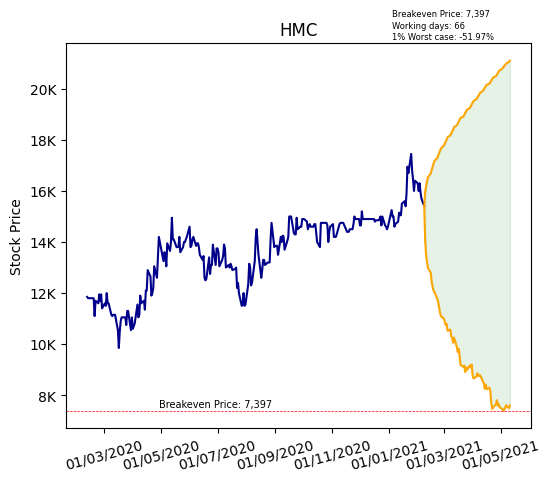 Breakeven Price: 7,397
Working days: 66
1% Worst case: -51.97%
HMC
Stock Price
20K
18K
16K
14K
12K
10K
8K
Breakeven Price: 7,397
01/03/2020
01/05/2020
01/07/2020
01/09/2020
01/11/2020
01/01/2021
01/03/2021
01/05/2021